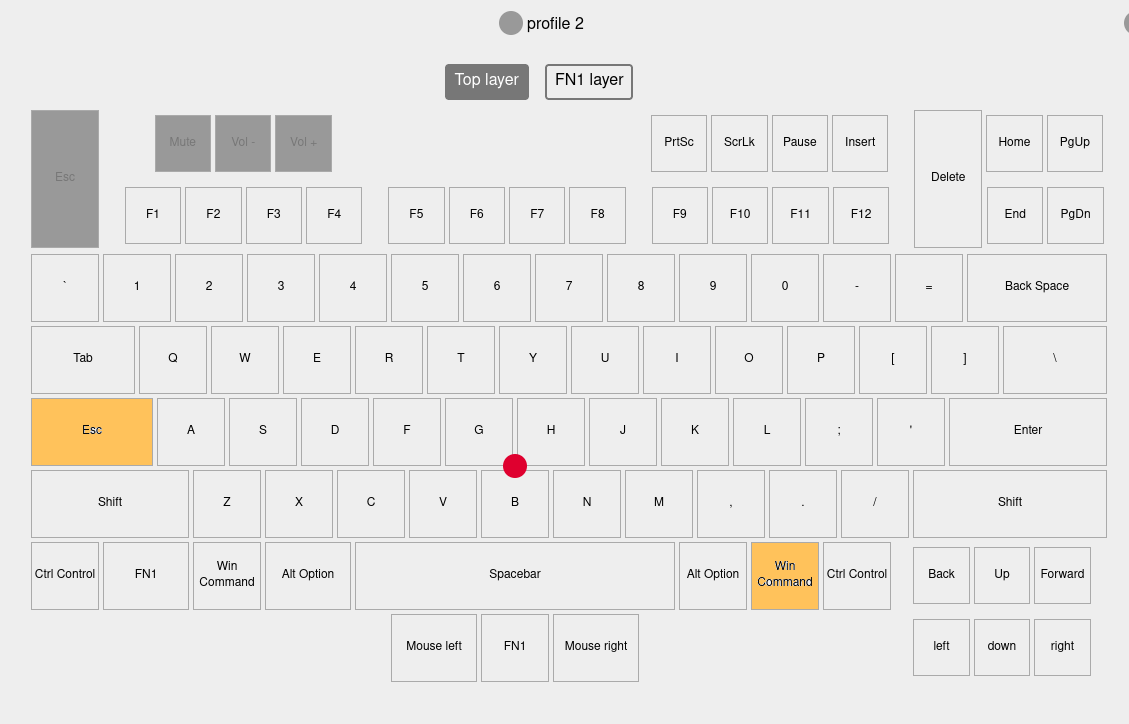 profile 2
Top layer FN1 layer
Esc Mute Vol - Vol + PrtSc ScrLk Pause Insert Delete Home PgUp
F1 F2 F3 F4 F5 F6 F7 F8 F9 F10 F11 F12 End PgDn
` 1 2 3 4 5 6 7 8 9 0 - = Back Space
Tab Q W E R T Y U I O P [ ] \
Esc A S D F G H J K L ; ' Enter
Shift Z X C V B N M , . / Shift
Ctrl Control FN1 Win Command Alt Option Spacebar Alt Option Win Command Ctrl Control Back Up Forward
Mouse left FN1 Mouse right left down right